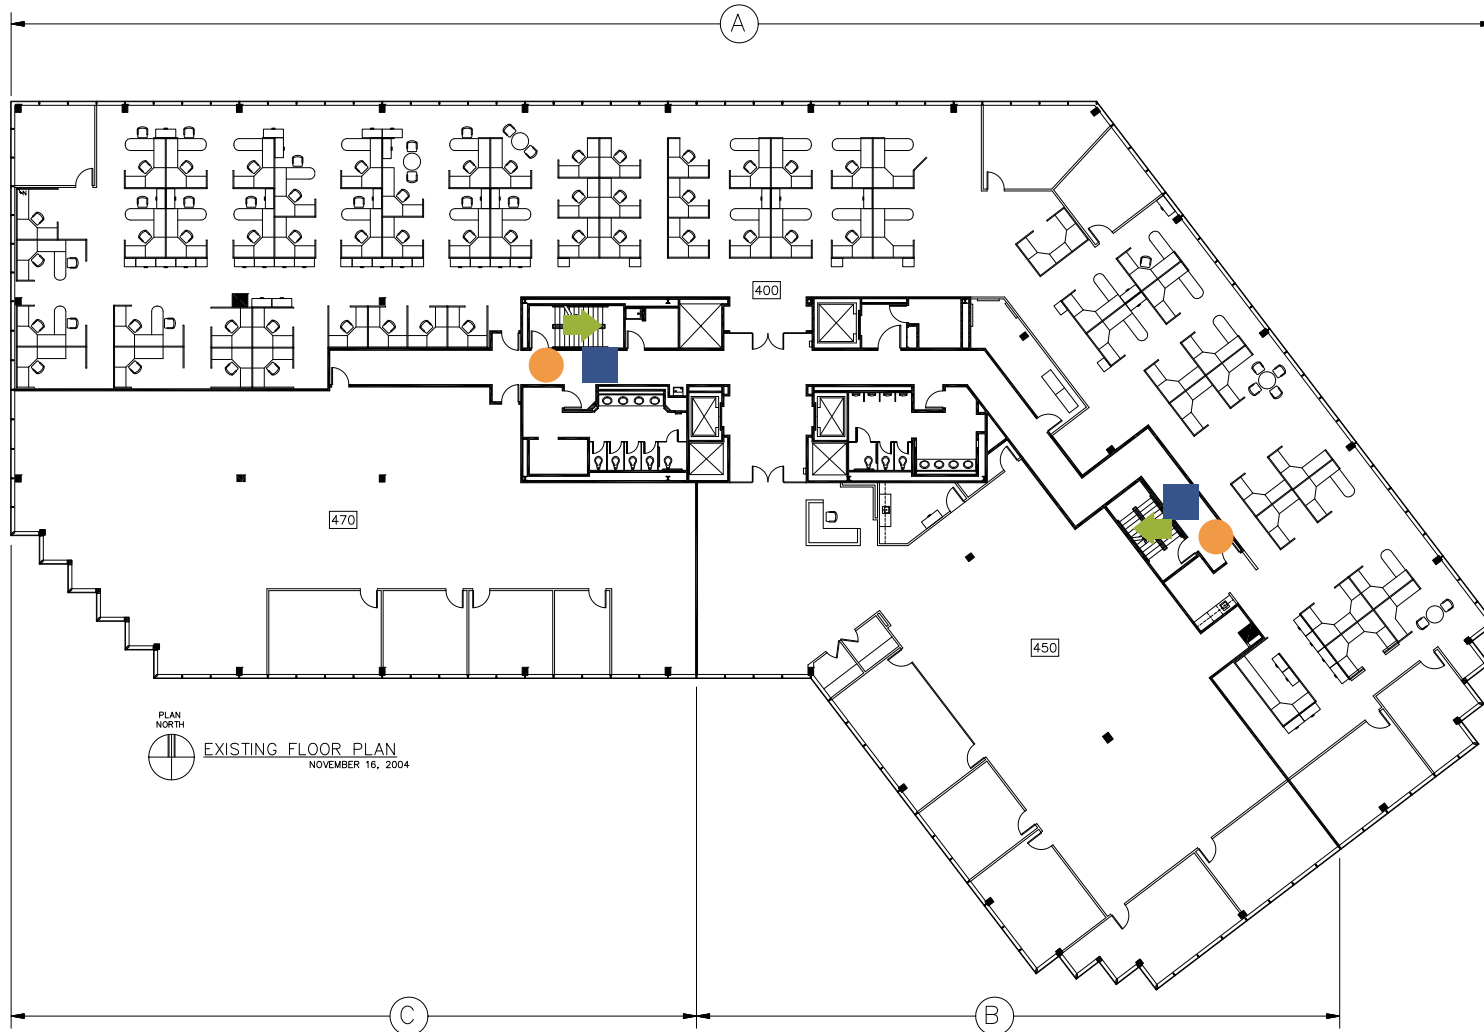 A
400
470
450
PLAN
NORTH
EXISTING FLOOR PLAN
NOVEMBER 16, 2004
C
B